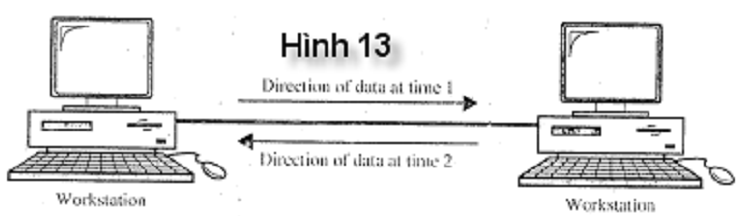 Hình 13
Direction of data at time 1
Direction of data at time 2
Workstation
Workstation